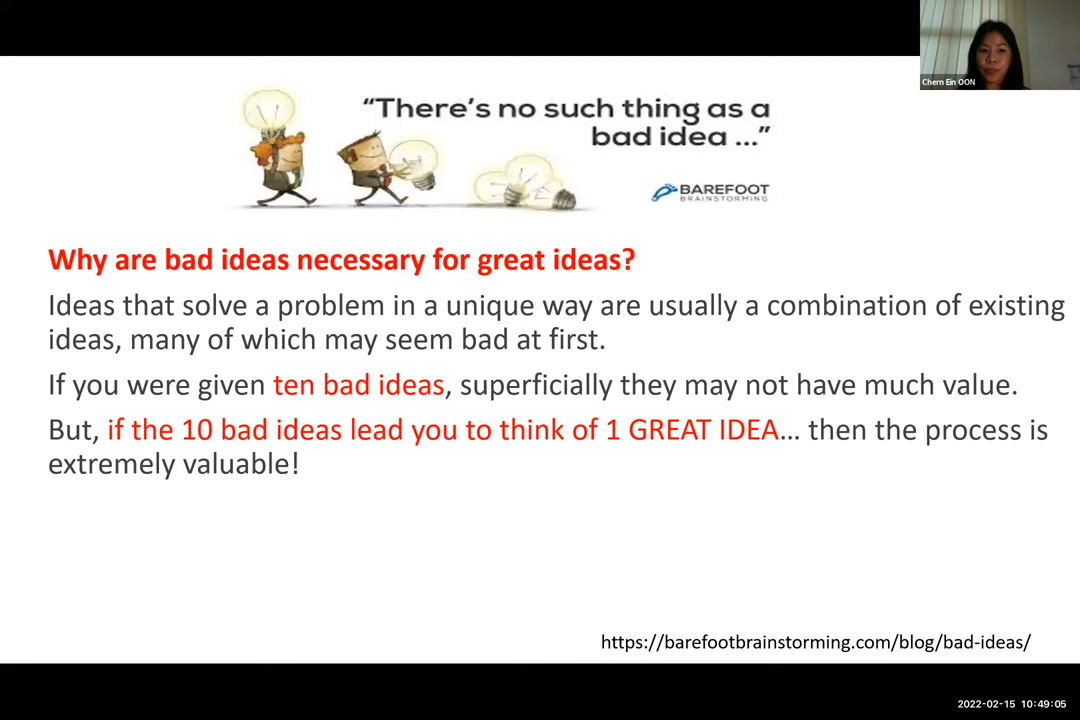 Chern Ein OON
“There's no such thing as a
bad idea ...”
BAREFOOT
BRAINSTORMING
Why are bad ideas necessary for great ideas?
Ideas that solve a problem in a unique way are usually a combination of existing
ideas, many of which may seem bad at first.
If you were given ten bad ideas, superficially they may not have much value.
But, if the 10 bad ideas lead you to think of 1 GREAT IDEA… then the process is
extremely valuable!
https://barefootbrainstorming.com/blog/bad-ideas/
2022-02-15 10:49:05